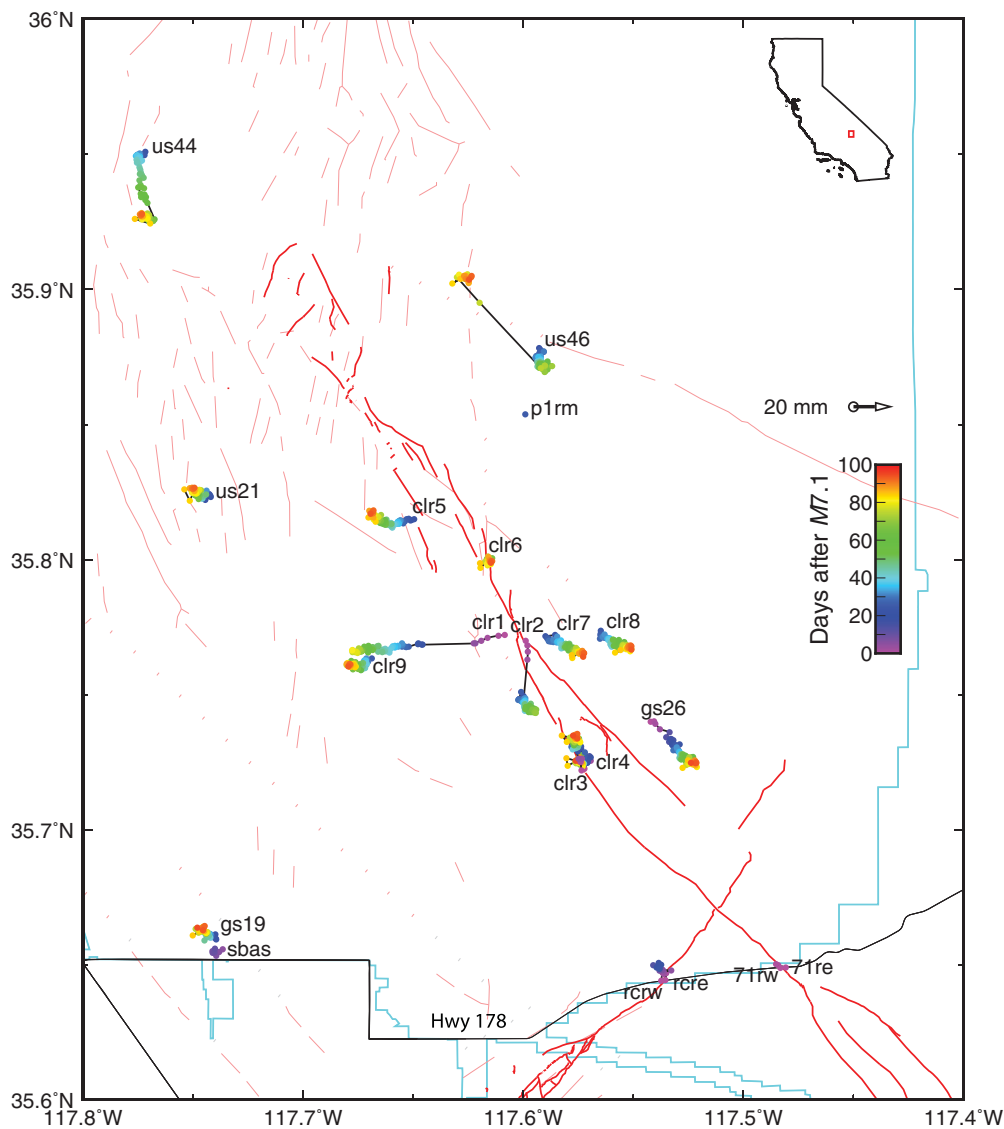 36°N
us44
35.9°N
us46
p1rm
20 mm
Days after M7.1
100
80
60
40
20
0
us21
clr5
clr6
35.8°N
clr1
clr2
clr7
clr8
clr9
gs26
clr4
clr3
35.7°N
gs19
sbas
rcrw
rcre
71rw
71re
Hwy 178
35.6°N
117.8°W
117.7°W
117.6°W
117.5°W
117.4°W